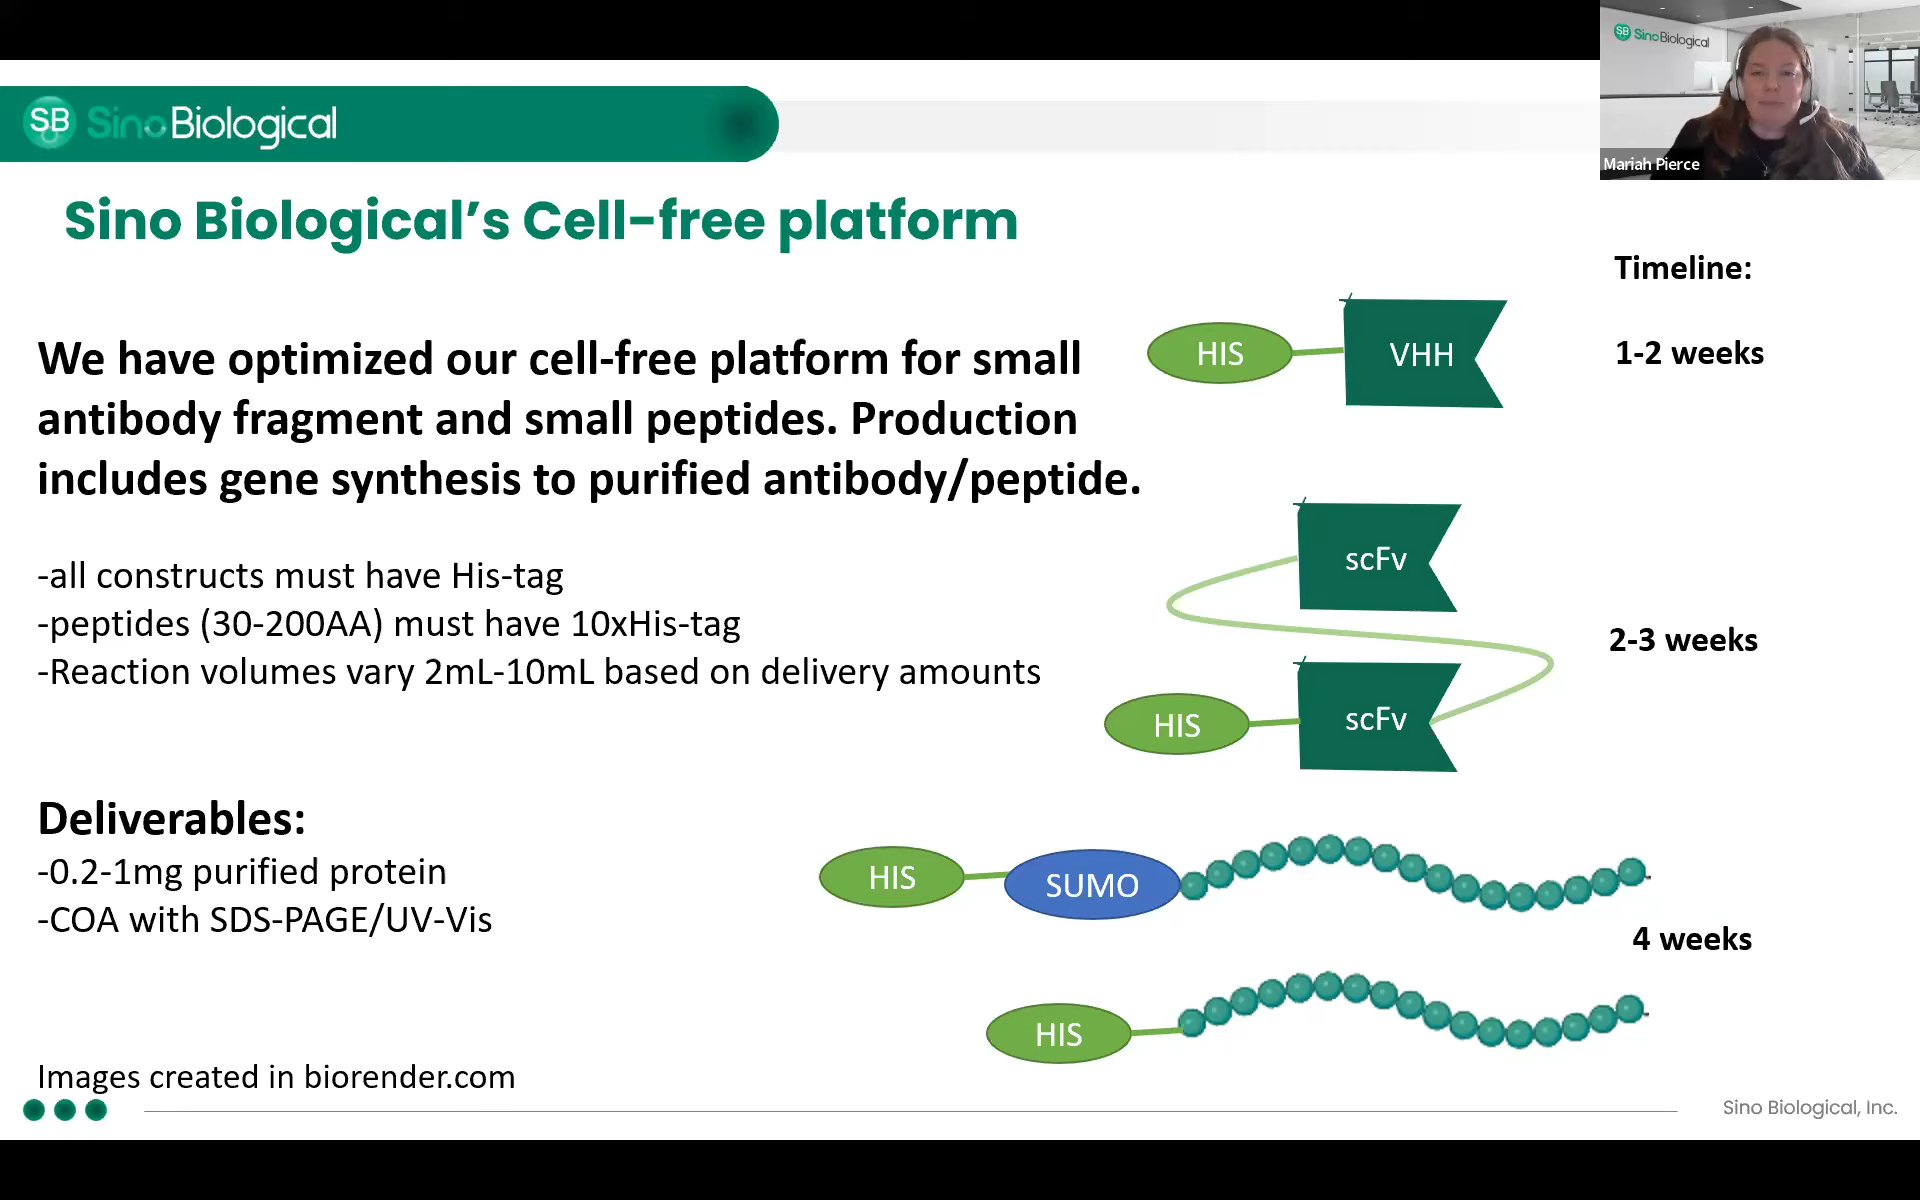 SB Sino Biological
SB SinoBiological
Mariah Pierce
Sino Biological’s Cell-free platform
Timeline:
We have optimized our cell-free platform for small
antibody fragment and small peptides. Production
includes gene synthesis to purified antibody/peptide.
HIS
VHH
1-2 weeks
-all constructs must have His-tag
-peptides (30-200AA) must have 10xHis-tag
-Reaction volumes vary 2mL-10mL based on delivery amounts
scFv
HIS
scFv
2-3 weeks
Deliverables:
-0.2-1mg purified protein
-COA with SDS-PAGE/UV-Vis
HIS
SUMO
4 weeks
HIS
Images created in biorender.com
Sino Biological, Inc.